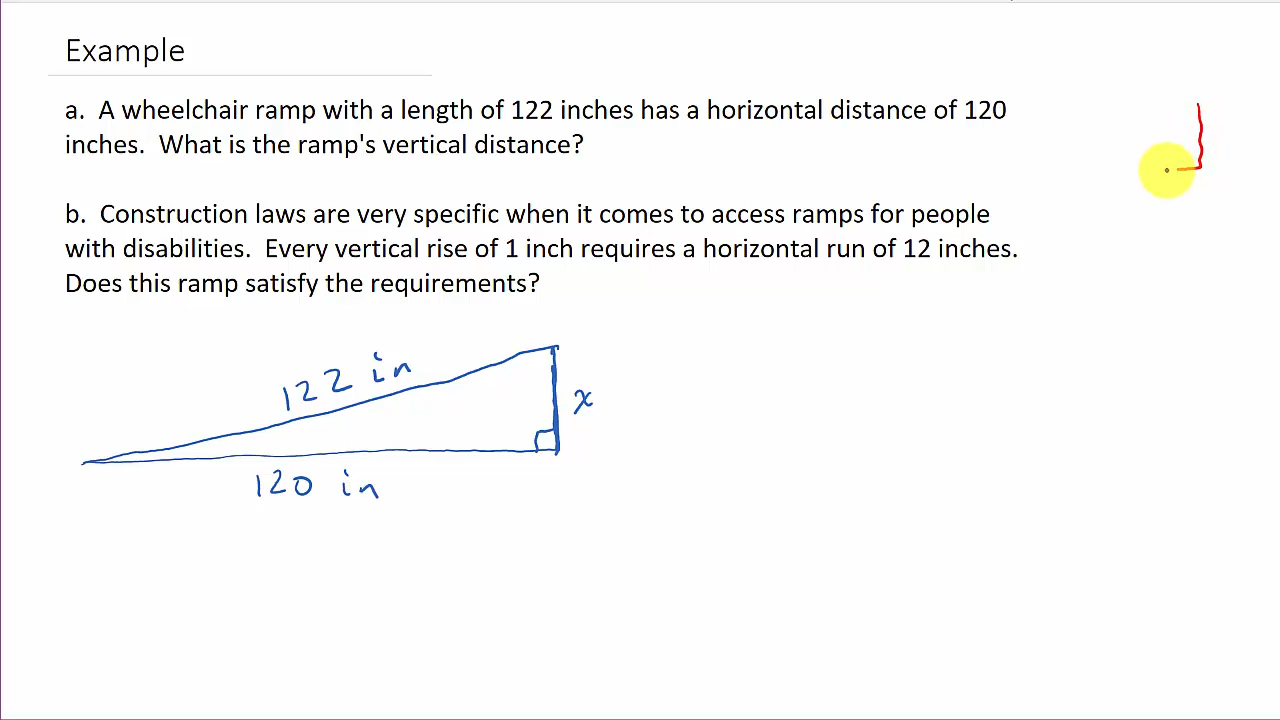 Example
a. A wheelchair ramp with a length of 122 inches has a horizontal distance of 120
inches. What is the ramp's vertical distance?
b. Construction laws are very specific when it comes to access ramps for people
with disabilities. Every vertical rise of 1 inch requires a horizontal run of 12 inches.
Does this ramp satisfy the requirements?
122 in
x
120 in